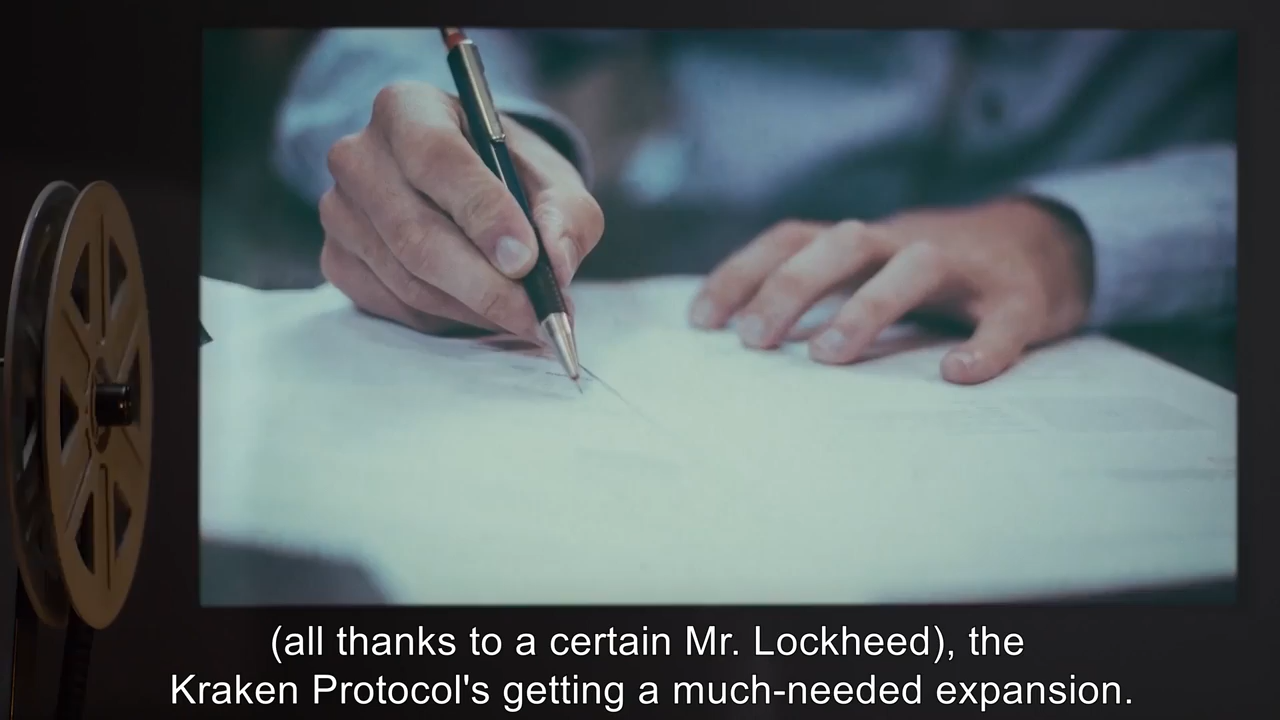 (all thanks to a certain Mr. Lockheed), the
Kraken Protocol's getting a much-needed expansion.